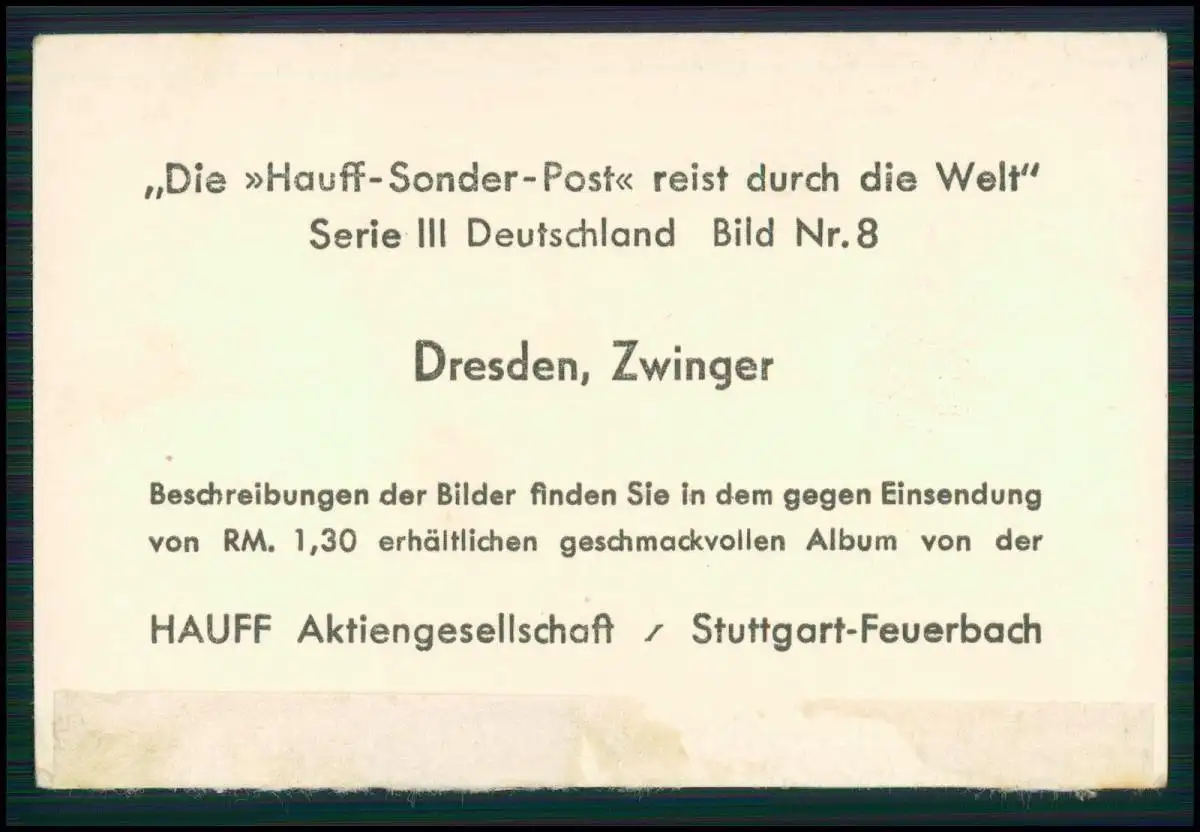 „Die »Hauff-Sonder-Post« reist durch die Welt“
Serie III Deutschland Bild Nr. 8
Dresden, Zwinger
Beschreibungen der Bilder finden Sie in dem gegen Einsendung
von RM. 1,30 erhältlichen geschmackvollen Album von der
HAUFF Aktiengesellschaft / Stuttgart-Feuerbach